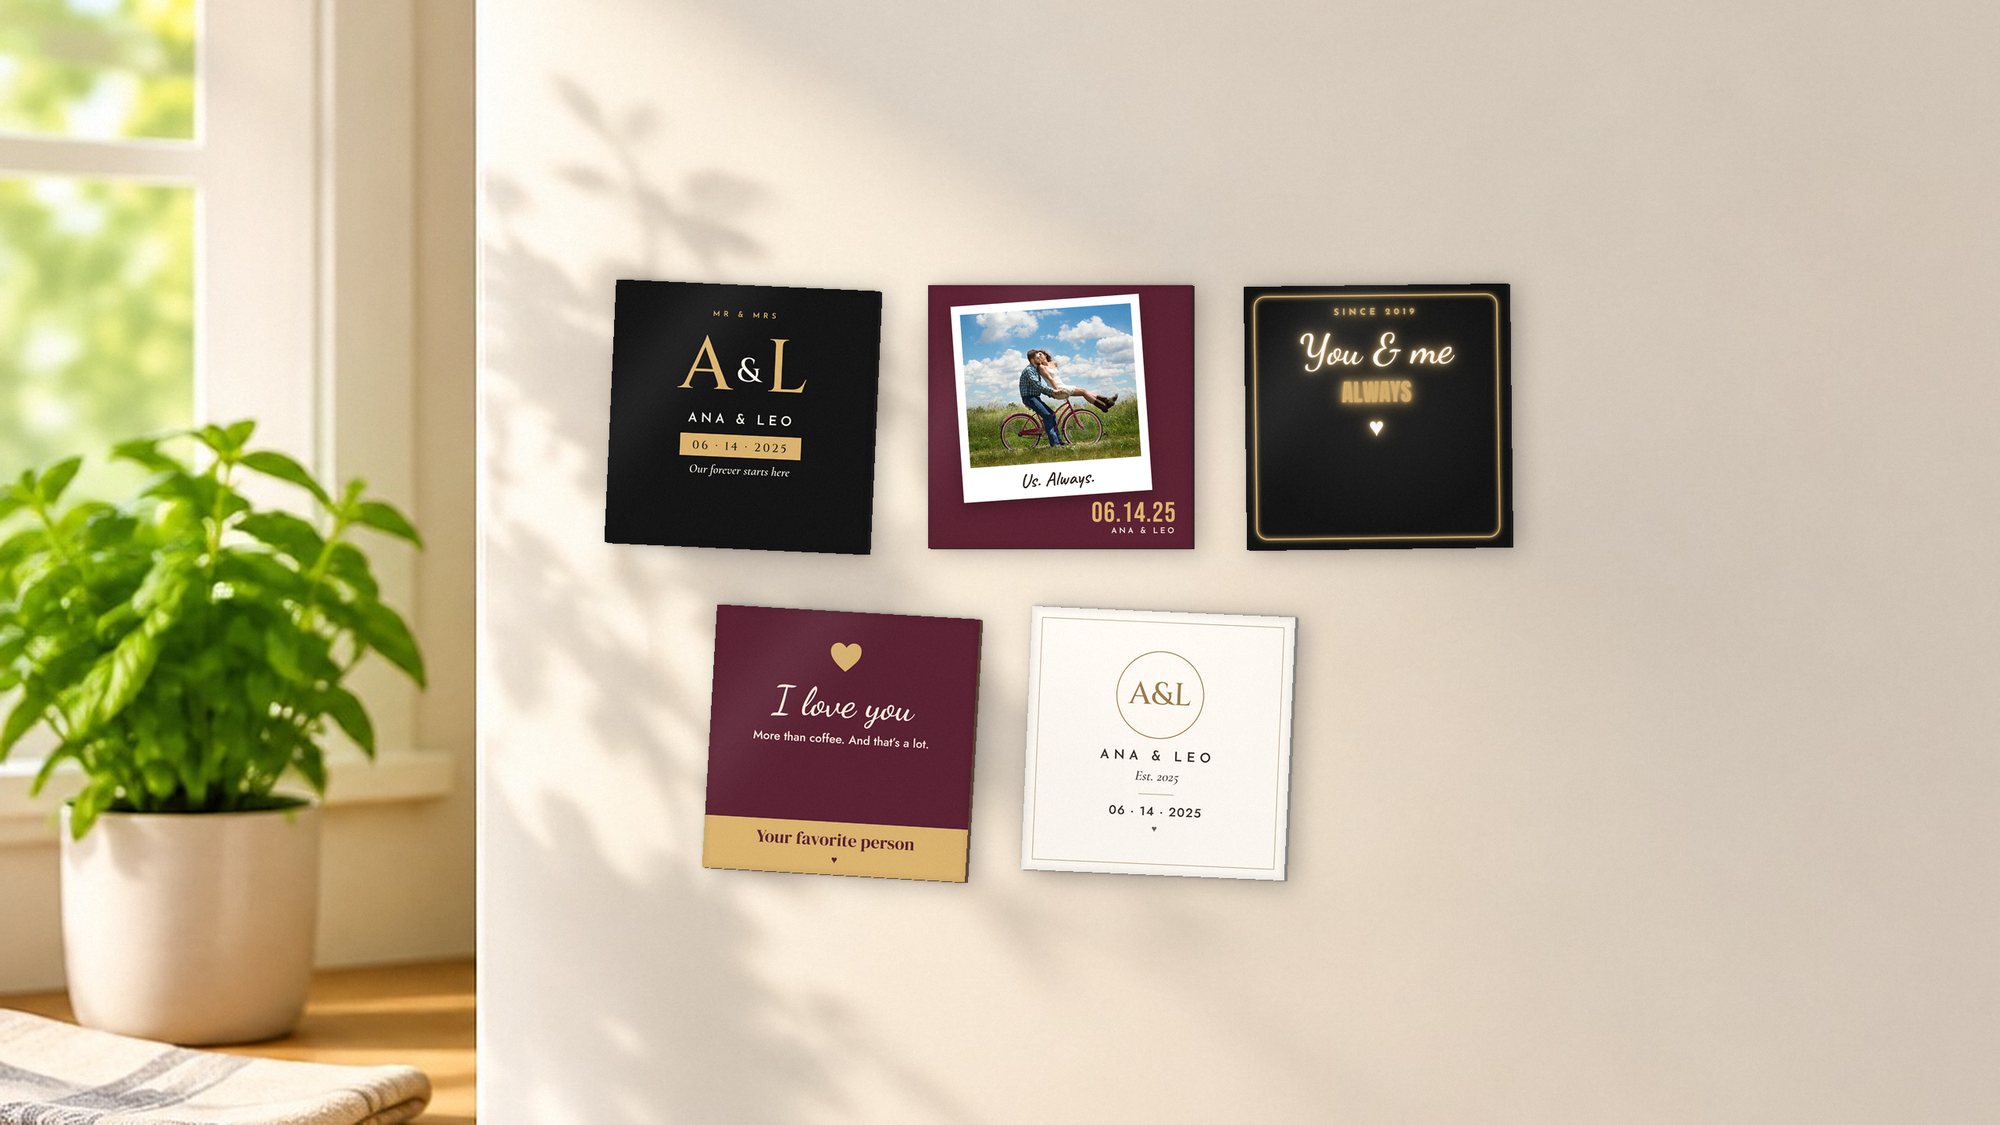 MR & MRS
A&L
ANA & LEO
06 · 14 · 2025
Our forever starts here
Us. Always.
06.14.25
ANA & LEO
SINCE 2019
You & me
ALWAYS
♥
I love you
More than coffee. And that's a lot.
Your favorite person
♥
A&L
ANA & LEO
Est. 2025
06 · 14 · 2025
♥